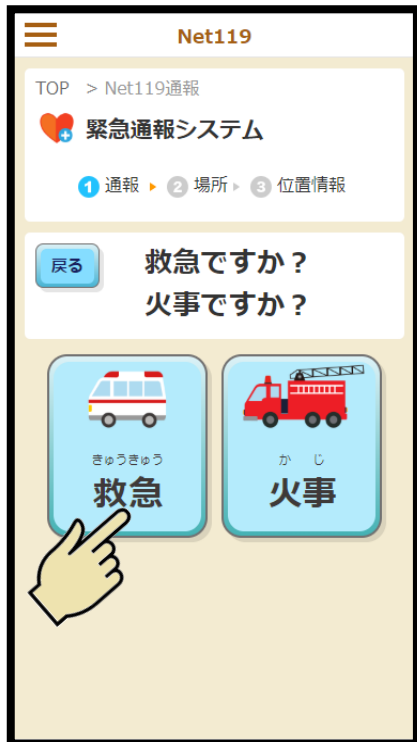 Net119
TOP > Net119通報
緊急通報システム
1 通報 ▶ 2 場所 ▶ 3 位置情報
戻る
救急ですか？
火事ですか？
きゅうきゅう
救急
かじ
火事